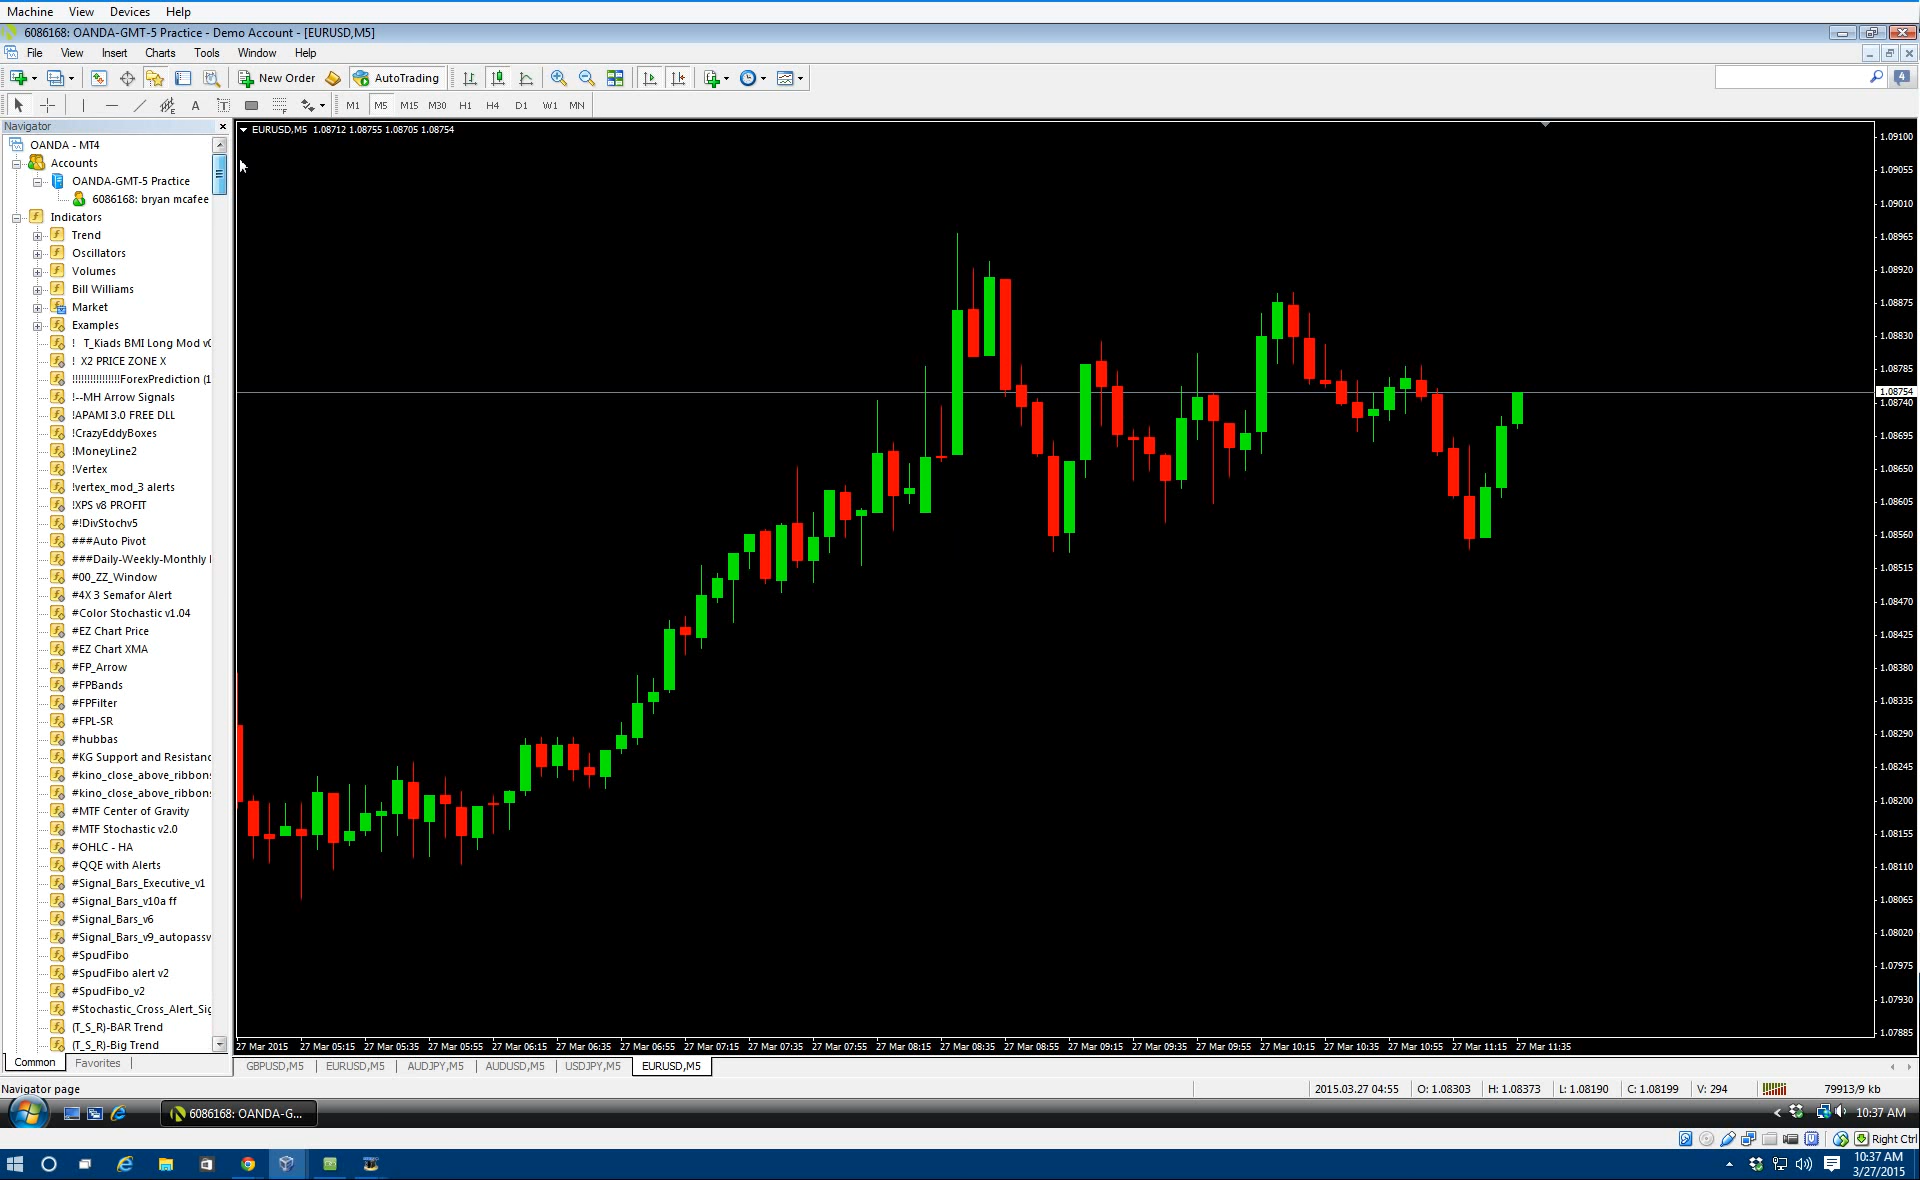 Machine View Devices Help
6086168: OANDA-GMT-5 Practice - Demo Account - [EURUSD,M5]
File View Insert Charts Tools Window Help
New Order AutoTrading 4
A T M1 M5 M15 M30 H1 H4 D1 W1 MN
Navigator
OANDA - MT4
Accounts
OANDA-GMT-5 Practice
6086168: bryan mcafee
Indicators
Trend
Oscillators
Volumes
Bill Williams
Market
Examples
! T_Kiads BMI Long Mod v
! X2 PRICE ZONE X
!!!!!!!!!!!!!!!!ForexPrediction (1
!--MH Arrow Signals
!APAMI 3.0 FREE DLL
!CrazyEddyBoxes
!MoneyLine2
!Vertex
!vertex_mod_3 alerts
!XPS v8 PROFIT
#!DivStochv5
###Auto Pivot
###Daily-Weekly-Monthly
#00_ZZ_Window
#4X 3 Semafor Alert
#Color Stochastic v1.04
#EZ Chart Price
#EZ Chart XMA
#FP_Arrow
#FPBands
#FPFilter
#FPL-SR
#hubbas
#KG Support and Resistanc
#kino_close_above_ribbons
#kino_close_above_ribbons
#MTF Center of Gravity
#MTF Stochastic v2.0
#OHLC - HA
#QQE with Alerts
#Signal_Bars_Executive_v1
#Signal_Bars_v10a ff
#Signal_Bars_v6
#Signal_Bars_v9_autopassv
#SpudFibo
#SpudFibo alert v2
#SpudFibo_v2
#Stochastic_Cross_Alert_Sig
(T_S_R)-BAR Trend
(T_S_R)-Big Trend
Common Favorites
EURUSD,M5 1.08712 1.08755 1.08705 1.08754
1.09100
1.09055
1.09010
1.08965
1.08920
1.08875
1.08830
1.08785
1.08754
1.08740
1.08695
1.08650
1.08605
1.08560
1.08515
1.08470
1.08425
1.08380
1.08335
1.08290
1.08245
1.08200
1.08155
1.08110
1.08065
1.08020
1.07975
1.07930
1.07885
27 Mar 2015 27 Mar 05:15 27 Mar 05:35 27 Mar 05:55 27 Mar 06:15 27 Mar 06:35 27 Mar 06:55 27 Mar 07:15 27 Mar 07:35 27 Mar 07:55 27 Mar 08:15 27 Mar 08:35 27 Mar 08:55 27 Mar 09:15 27 Mar 09:35 27 Mar 09:55 27 Mar 10:15 27 Mar 10:35 27 Mar 10:55 27 Mar 11:15 27 Mar 11:35
GBPUSD,M5 EURUSD,M5 AUDJPY,M5 AUDUSD,M5 USDJPY,M5 EURUSD,M5
Navigator page 2015.03.27 04:55 O: 1.08303 H: 1.08373 L: 1.08190 C: 1.08199 V: 294 79913/9 kb
6086168: OANDA-G... 10:37 AM
Right Ctrl
10:37 AM
3/27/2015